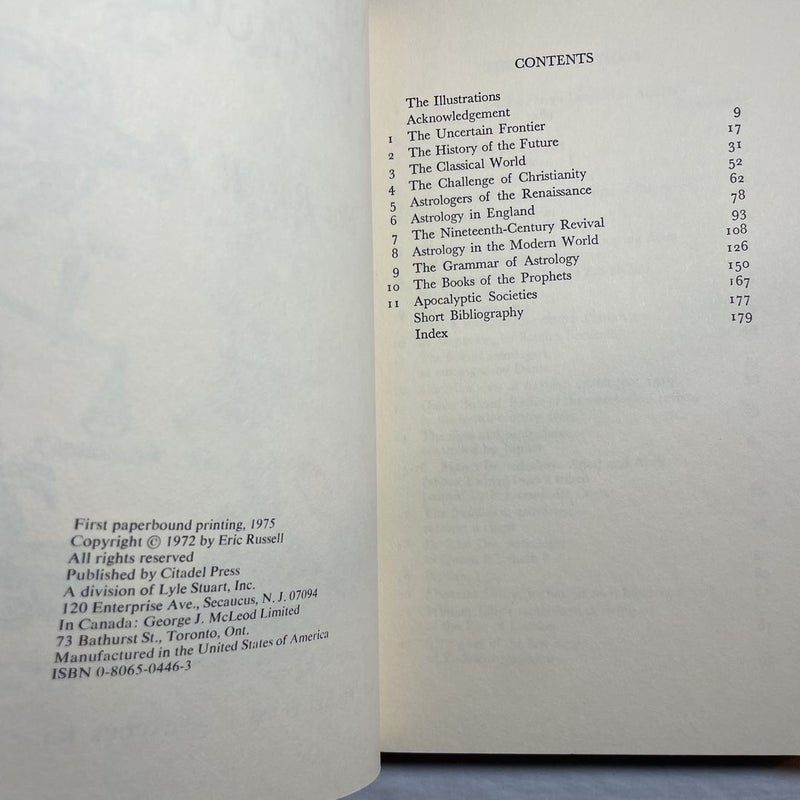 First paperbound printing, 1975
Copyright © 1972 by Eric Russell
All rights reserved
Published by Citadel Press
A division of Lyle Stuart, Inc.
120 Enterprise Ave., Secaucus, N. J. 07094
In Canada: George J. McLeod Limited
73 Bathurst St., Toronto, Ont.
Manufactured in the United States of America
ISBN 0-8065-0446-3
CONTENTS
The Illustrations
Acknowledgement
1 The Uncertain Frontier 9
2 The History of the Future 17
3 The Classical World 31
4 The Challenge of Christianity 52
5 Astrologers of the Renaissance 62
6 Astrology in England 78
7 The Nineteenth-Century Revival 93
8 Astrology in the Modern World 108
9 The Grammar of Astrology 126
10 The Books of the Prophets 150
11 Apocalyptic Societies 167
Short Bibliography 177
Index 179